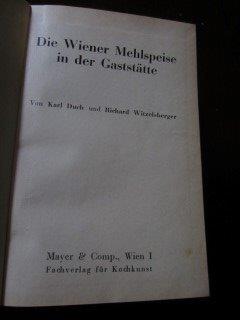 Die Wiener Mehlspeise
in der Gaststätte
Von Karl Duch und Richard Witzelsberger
Mayer & Comp., Wien I
Fachverlag für Kochkunst